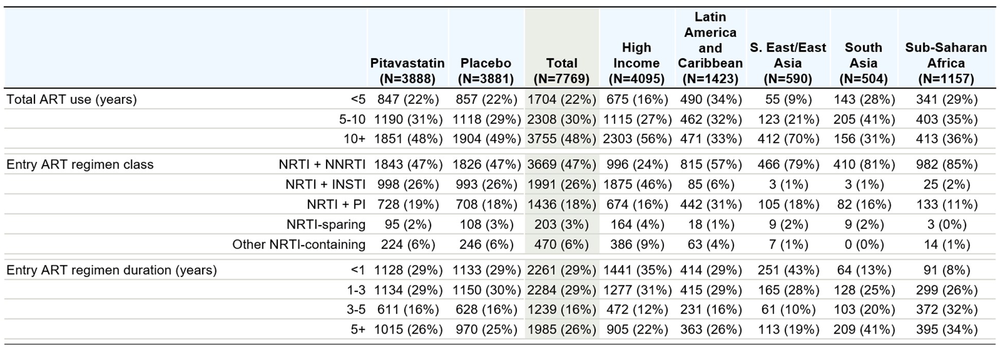 Pitavastatin (N=3888) Placebo (N=3881) Total (N=7769) High Income (N=4095) Latin America and Caribbean (N=1423) S. East/East Asia (N=590) South Asia (N=504) Sub-Saharan Africa (N=1157)
Total ART use (years) <5 847 (22%) 857 (22%) 1704 (22%) 675 (16%) 490 (34%) 55 (9%) 143 (28%) 341 (29%)
5-10 1190 (31%) 1118 (29%) 2308 (30%) 1115 (27%) 462 (32%) 123 (21%) 205 (41%) 403 (35%)
10+ 1851 (48%) 1904 (49%) 3755 (48%) 2303 (56%) 471 (33%) 412 (70%) 156 (31%) 413 (36%)
Entry ART regimen class NRTI + NNRTI 1843 (47%) 1826 (47%) 3669 (47%) 996 (24%) 815 (57%) 466 (79%) 410 (81%) 982 (85%)
NRTI + INSTI 998 (26%) 993 (26%) 1991 (26%) 1875 (46%) 85 (6%) 3 (1%) 3 (1%) 25 (2%)
NRTI + PI 728 (19%) 708 (18%) 1436 (18%) 674 (16%) 442 (31%) 105 (18%) 82 (16%) 133 (11%)
NRTI-sparing 95 (2%) 108 (3%) 203 (3%) 164 (4%) 18 (1%) 9 (2%) 9 (2%) 3 (0%)
Other NRTI-containing 224 (6%) 246 (6%) 470 (6%) 386 (9%) 63 (4%) 7 (1%) 0 (0%) 14 (1%)
Entry ART regimen duration (years) <1 1128 (29%) 1133 (29%) 2261 (29%) 1441 (35%) 414 (29%) 251 (43%) 64 (13%) 91 (8%)
1-3 1134 (29%) 1150 (30%) 2284 (29%) 1277 (31%) 415 (29%) 165 (28%) 128 (25%) 299 (26%)
3-5 611 (16%) 628 (16%) 1239 (16%) 472 (12%) 231 (16%) 61 (10%) 103 (20%) 372 (32%)
5+ 1015 (26%) 970 (25%) 1985 (26%) 905 (22%) 363 (26%) 113 (19%) 209 (41%) 395 (34%)